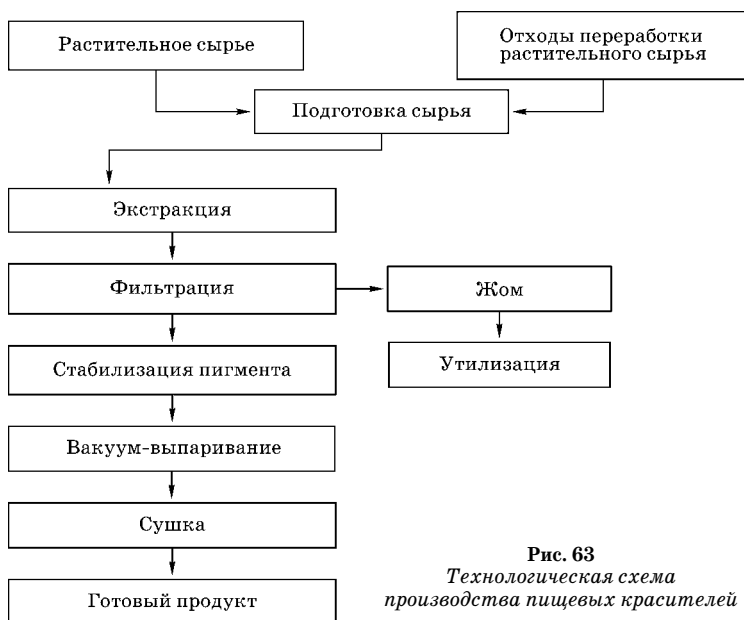 Растительное сырье
Отходы переработки
растительного сырья
Подготовка сырья
Экстракция
Фильтрация
Жом
Стабилизация пигмента
Утилизация
Вакуум-выпаривание
Сушка
Готовый продукт
Рис. 63
Технологическая схема
производства пищевых красителей